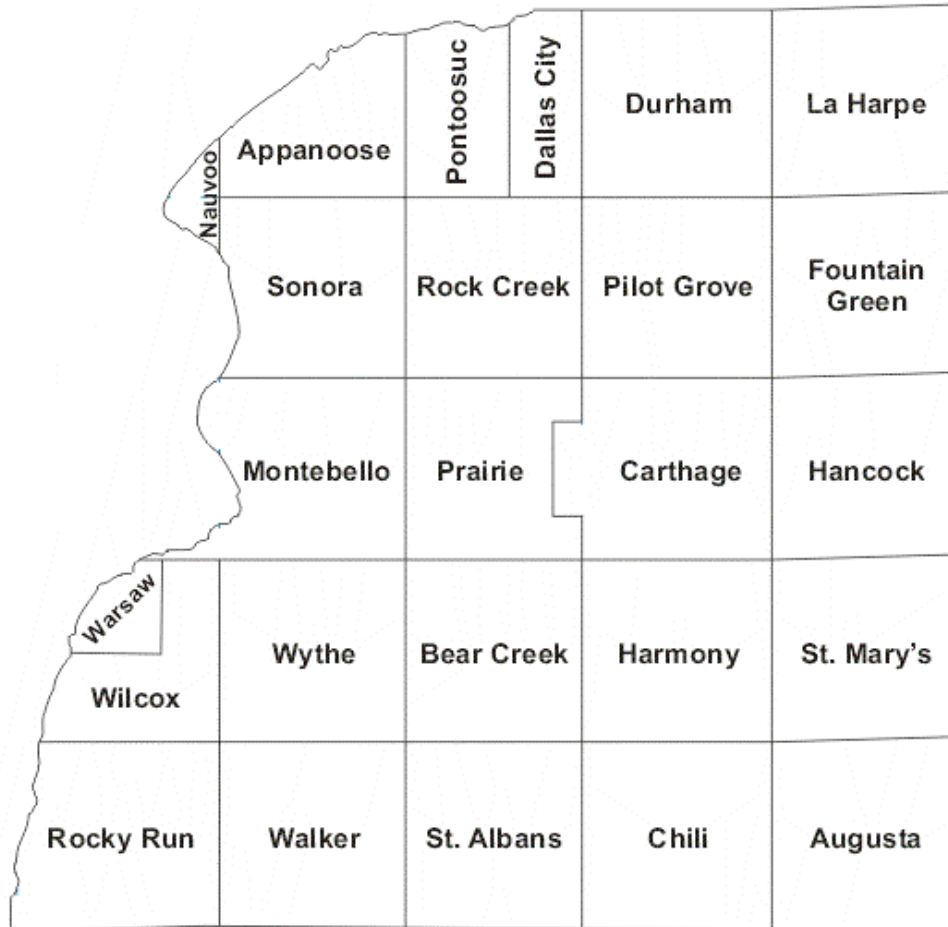 Pontoosuc
Dallas City
Durham
La Harpe
Appanoose
Nauvoo
Sonora
Rock Creek
Pilot Grove
Fountain
Green
Montebello
Prairie
Carthage
Hancock
Warsaw
Wythe
Bear Creek
Harmony
St. Mary’s
Wilcox
Rocky Run
Walker
St. Albans
Chili
Augusta